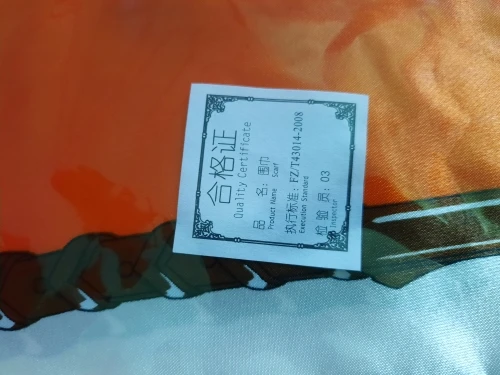 合格证
Quality Certificate
品 名: 围巾
Product Name Scarf
执行标准: FZ/T43014-2008
Execution Standard
检 验 员: 03
Inspector